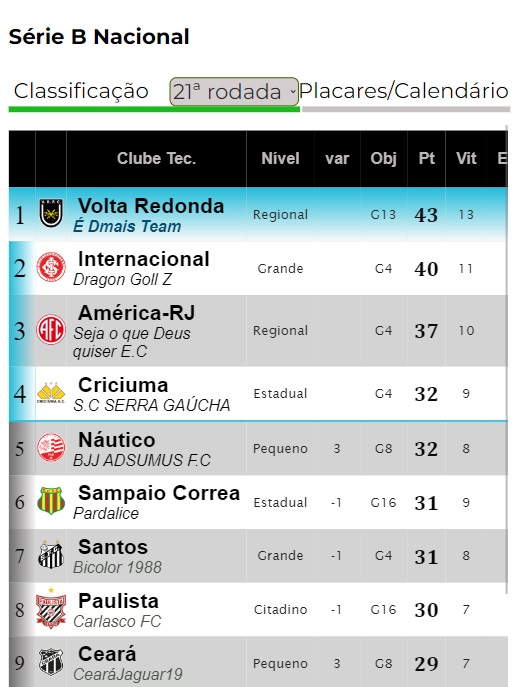 Série B Nacional
Classificação 21ª rodada Placares/Calendário
Clube Tec. Nível var Obj Pt Vit E
1 Volta Redonda Regional G13 43 13
É Dmais Team
2 Internacional Grande G4 40 11
Dragon Goll Z
3 América-RJ Regional G4 37 10
Seja o que Deus
quiser E.C
4 Criciuma Estadual G4 32 9
S.C SERRA GAÚCHA
5 Náutico Pequeno 3 G8 32 8
BJJ ADSUMUS F.C
6 Sampaio Correa Estadual -1 G16 31 9
Pardalice
7 Santos Grande -1 G4 31 8
Bicolor 1988
8 Paulista Citadino -1 G16 30 7
Carlasco FC
9 Ceará Pequeno 3 G8 29 7
CearáJaguar19